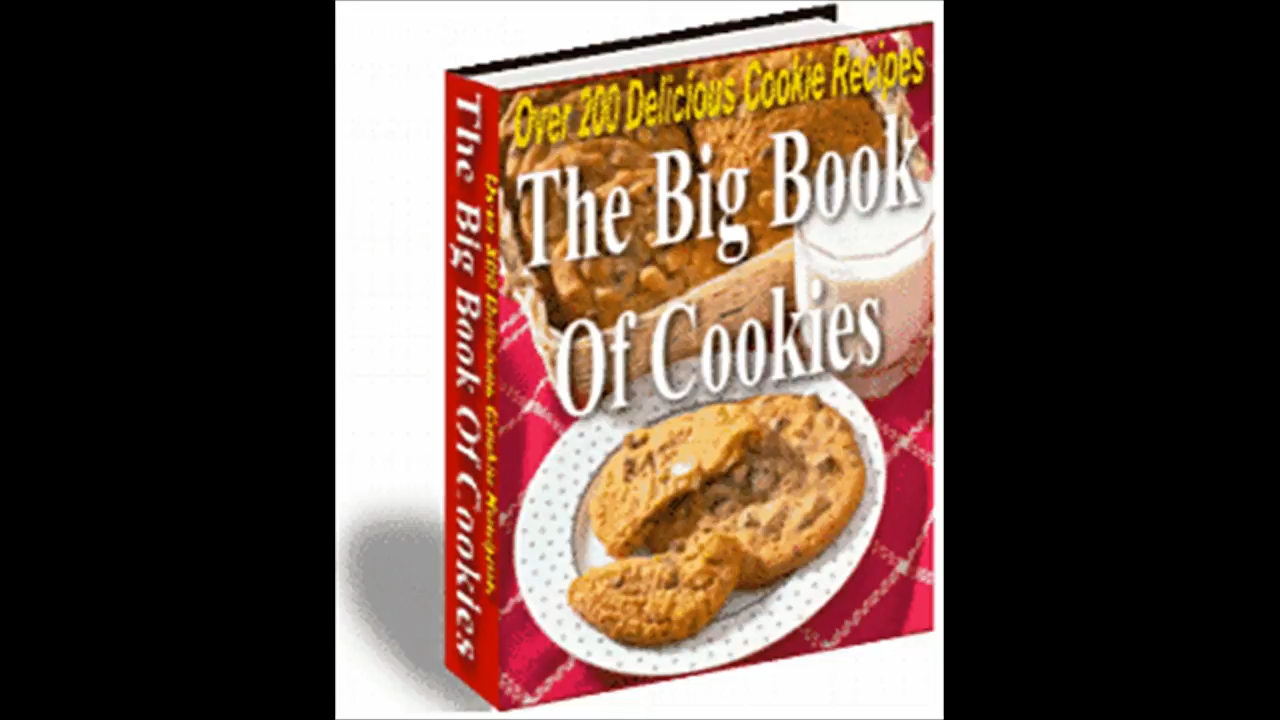 Over 200 Delicious Cookie Recipes
The Big Book
Of Cookies
The Big Book Of Cookies